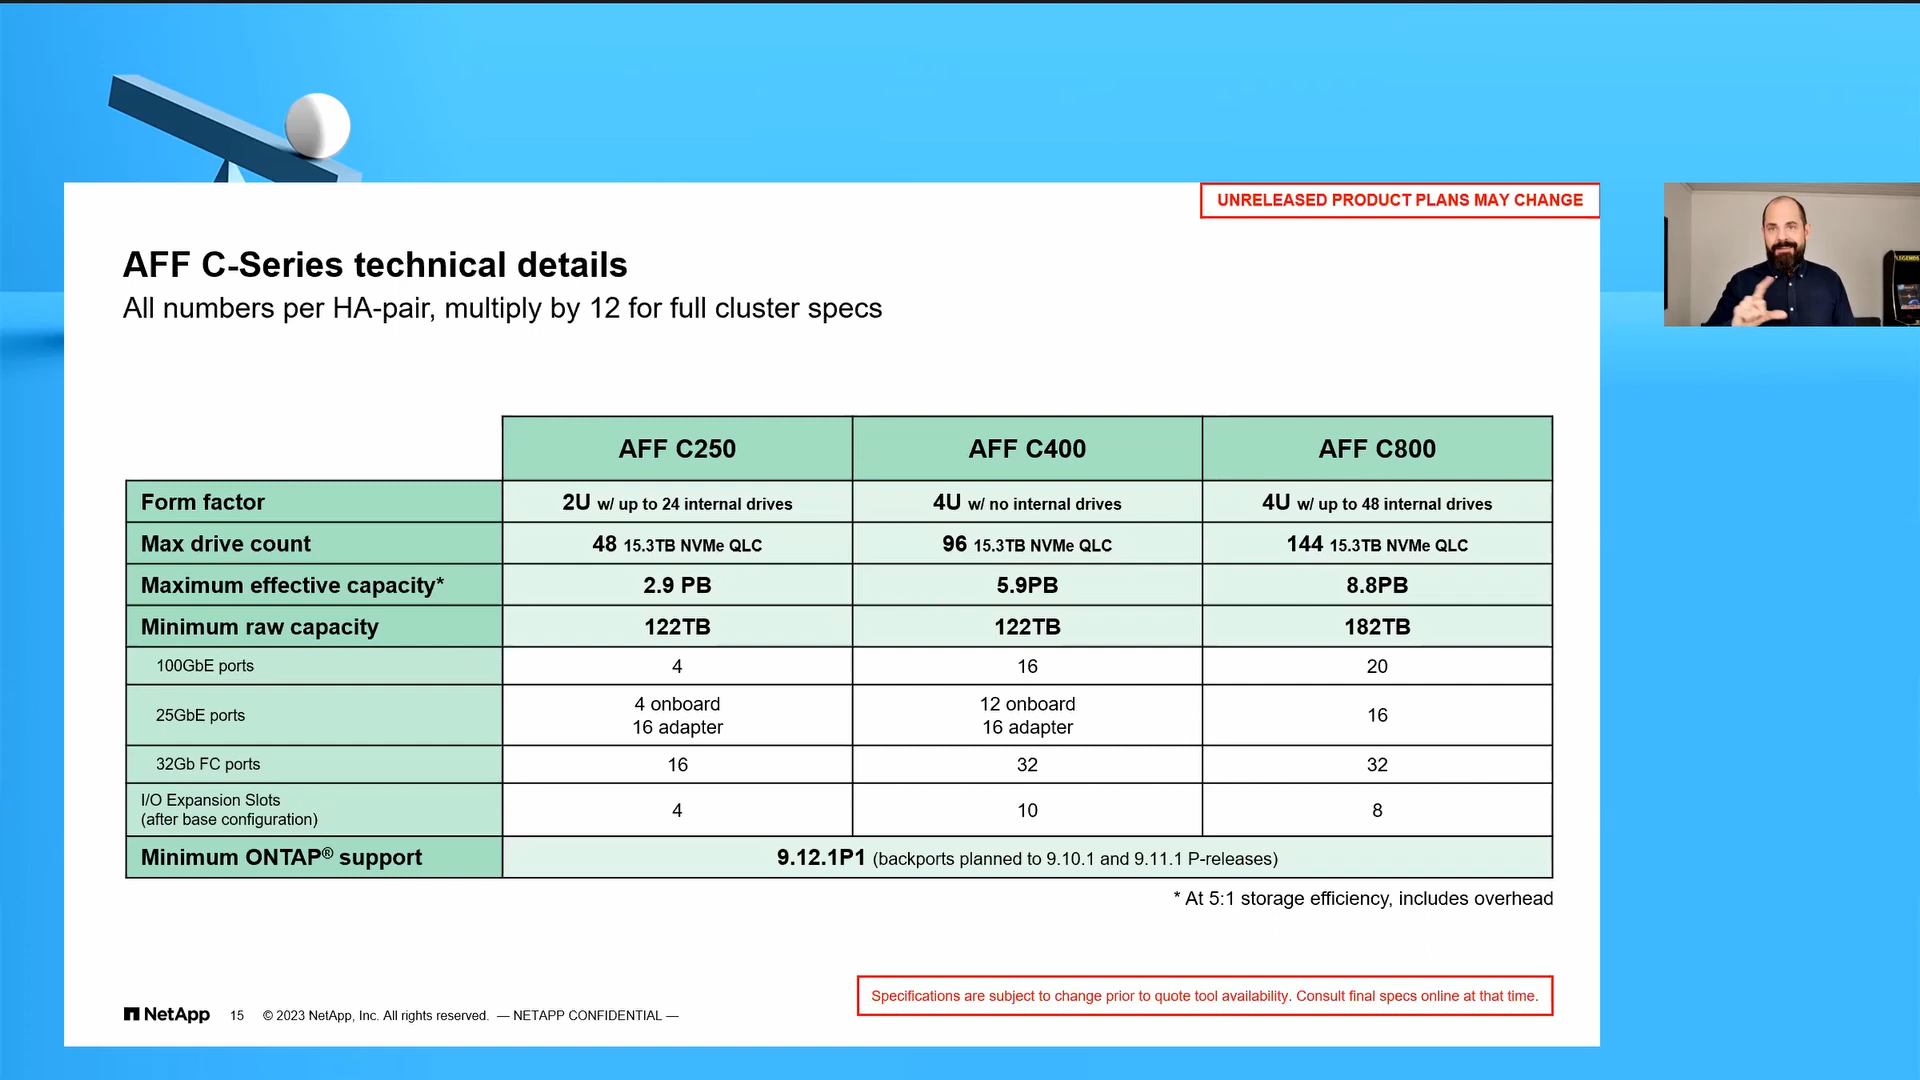 UNRELEASED PRODUCT PLANS MAY CHANGE
AFF C-Series technical details
All numbers per HA-pair, multiply by 12 for full cluster specs
AFF C250 AFF C400 AFF C800
Form factor 2U w/ up to 24 internal drives 4U w/ no internal drives 4U w/ up to 48 internal drives
Max drive count 48 15.3TB NVMe QLC 96 15.3TB NVMe QLC 144 15.3TB NVMe QLC
Maximum effective capacity* 2.9 PB 5.9PB 8.8PB
Minimum raw capacity 122TB 122TB 182TB
100GbE ports 4 16 20
25GbE ports 4 onboard 12 onboard 16
16 adapter 16 adapter
32Gb FC ports 16 32 32
I/O Expansion Slots
(after base configuration) 4 10 8
Minimum ONTAP® support 9.12.1P1 (backports planned to 9.10.1 and 9.11.1 P-releases)
* At 5:1 storage efficiency, includes overhead
Specifications are subject to change prior to quote tool availability. Consult final specs online at that time.
NetApp 15 © 2023 NetApp, Inc. All rights reserved. — NETAPP CONFIDENTIAL —
LEGENDS